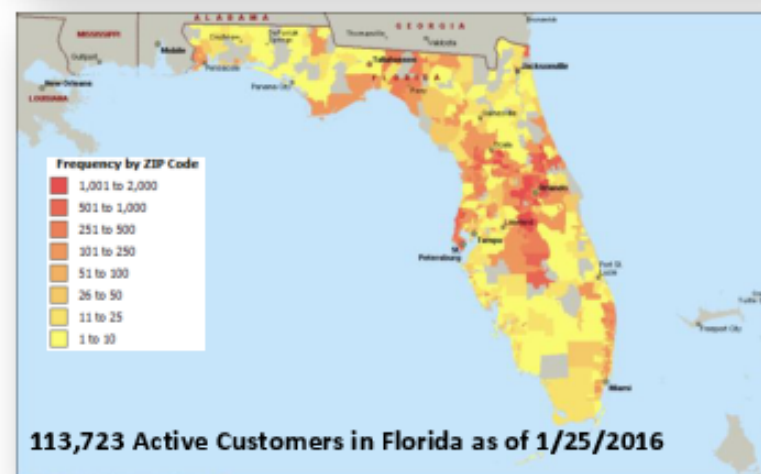 ALABAMA
GEORGIA
MISSISSIPPI
Mobile
Tallahassee
FLORIDA
Jacksonville
Gulfport
Pensacola
New Orleans
LOUISIANA
Panama City
Perry
Gainesville
Ocala
Orlando
Lakeland
Tampa
St. Petersburg
Port St. Lucie
Freeport City
Miami
Frequency by ZIP Code
1,001 to 2,000
501 to 1,000
251 to 500
101 to 250
51 to 100
26 to 50
11 to 25
1 to 10
113,723 Active Customers in Florida as of 1/25/2016